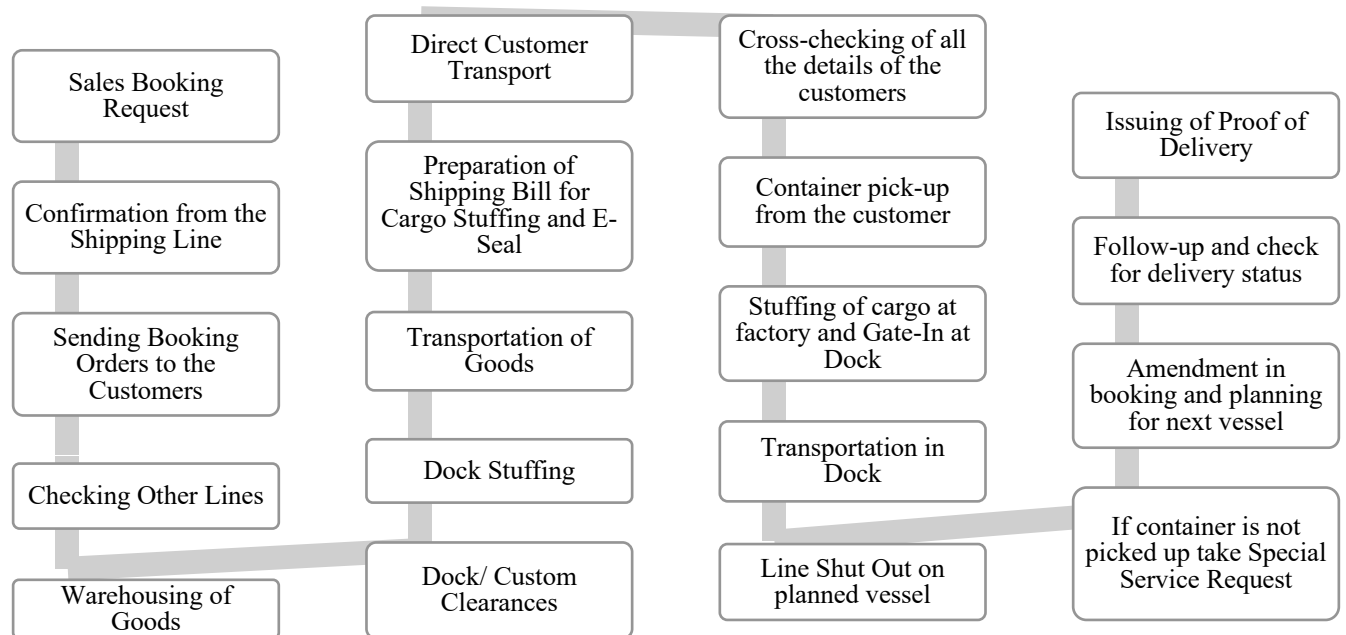 Sales Booking
Request
Confirmation from the
Shipping Line
Sending Booking
Orders to the
Customers
Checking Other Lines
Warehousing of
Goods
Dock/ Custom
Clearances
Dock Stuffing
Transportation of
Goods
Preparation of
Shipping Bill for
Cargo Stuffing and E-
Seal
Direct Customer
Transport
Cross-checking of all
the details of the
customers
Container pick-up
from the customer
Stuffing of cargo at
factory and Gate-In at
Dock
Transportation in
Dock
Line Shut Out on
planned vessel
If container is not
picked up take Special
Service Request
Amendment in
booking and planning
for next vessel
Follow-up and check
for delivery status
Issuing of Proof of
Delivery